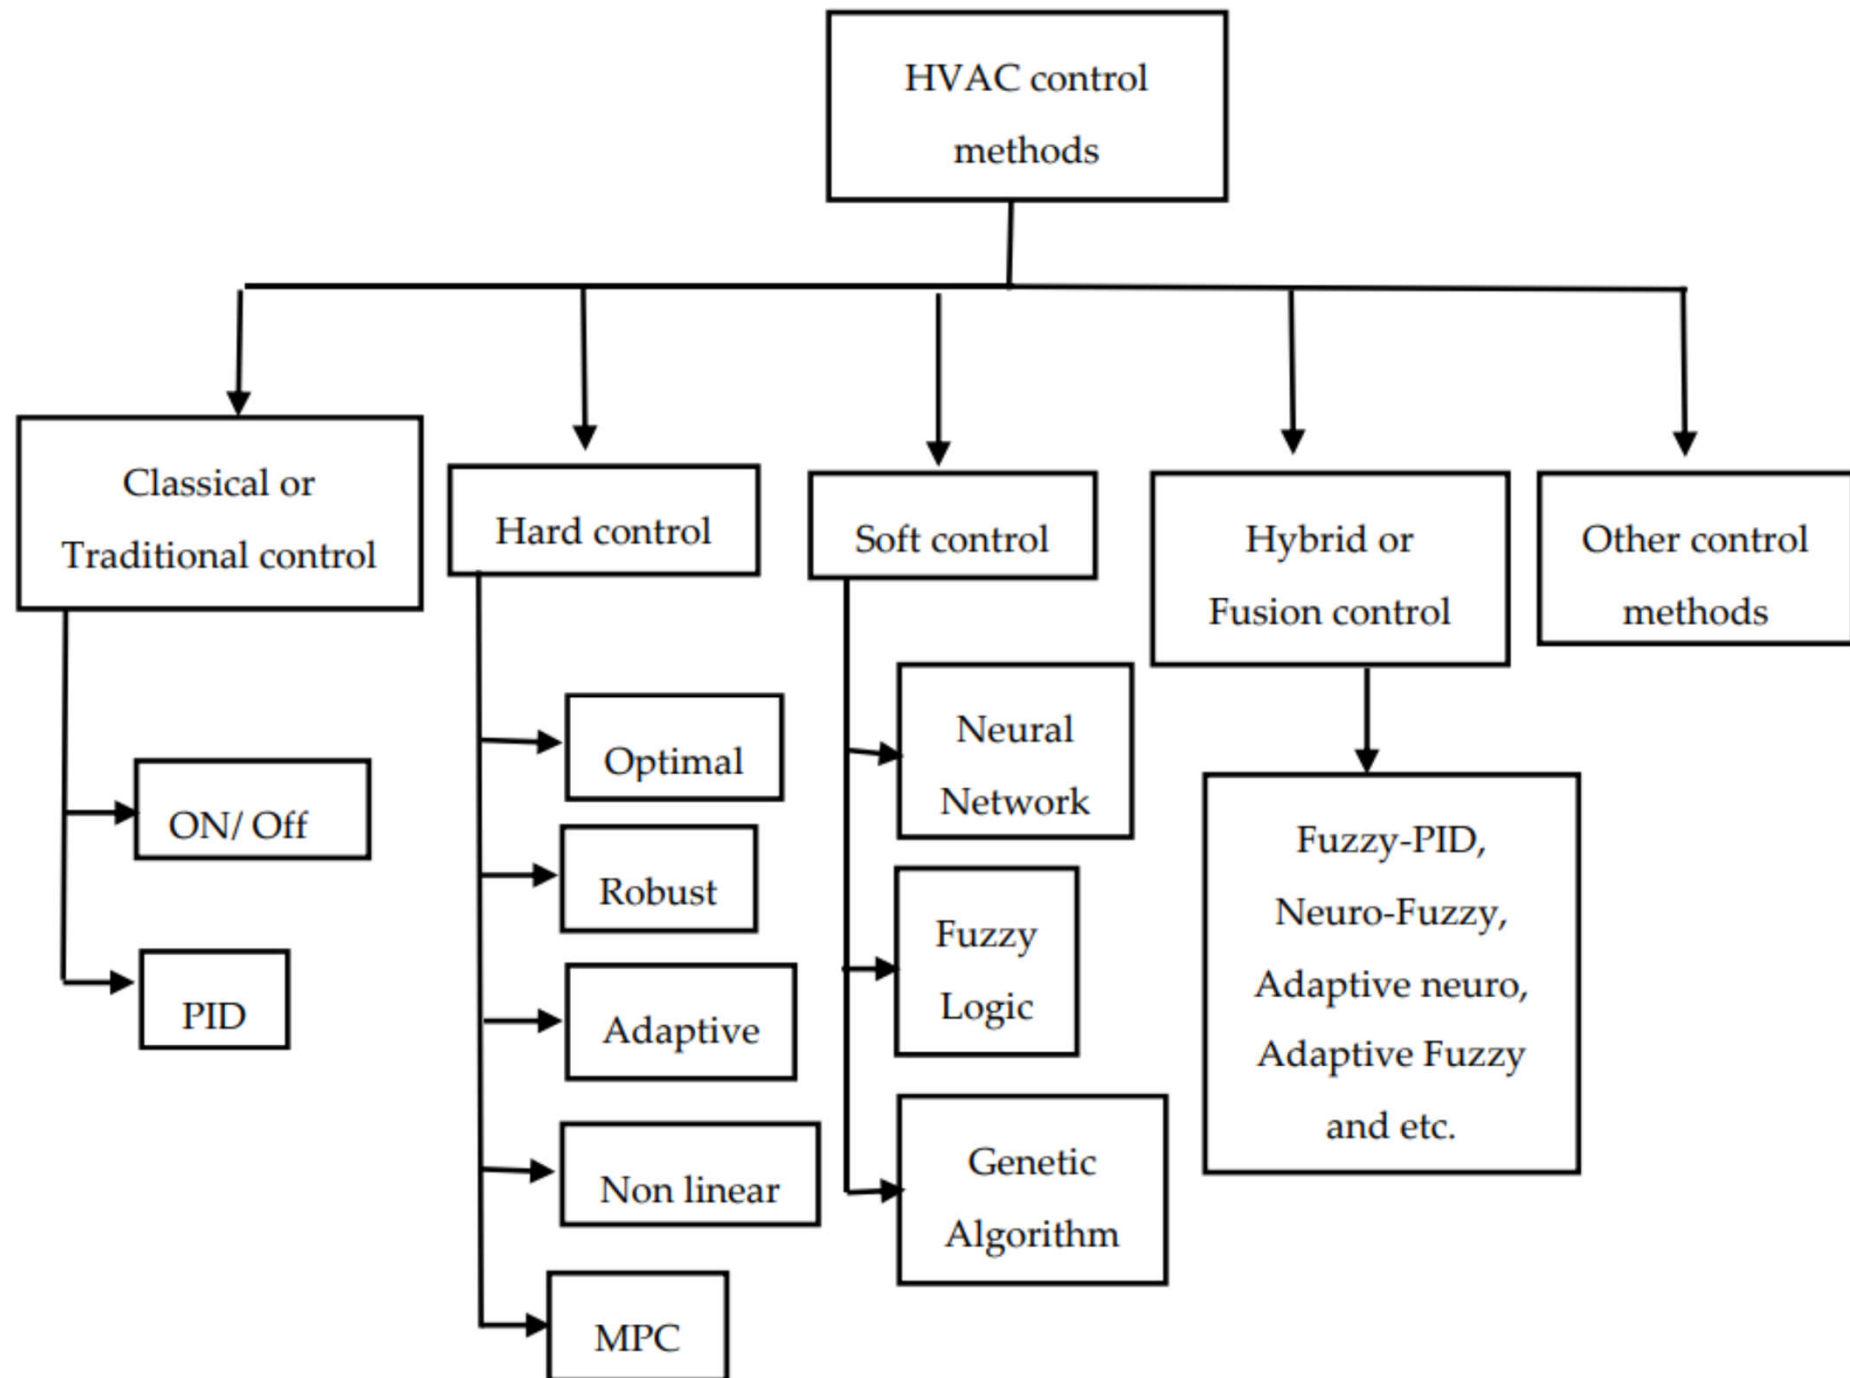 HVAC control
methods
Classical or
Traditional control
Hard control
Soft control
Hybrid or
Fusion control
Other control
methods
ON/ Off
PID
Optimal
Robust
Adaptive
Non linear
MPC
Neural
Network
Fuzzy
Logic
Genetic
Algorithm
Fuzzy-PID,
Neuro-Fuzzy,
Adaptive neuro,
Adaptive Fuzzy
and etc.